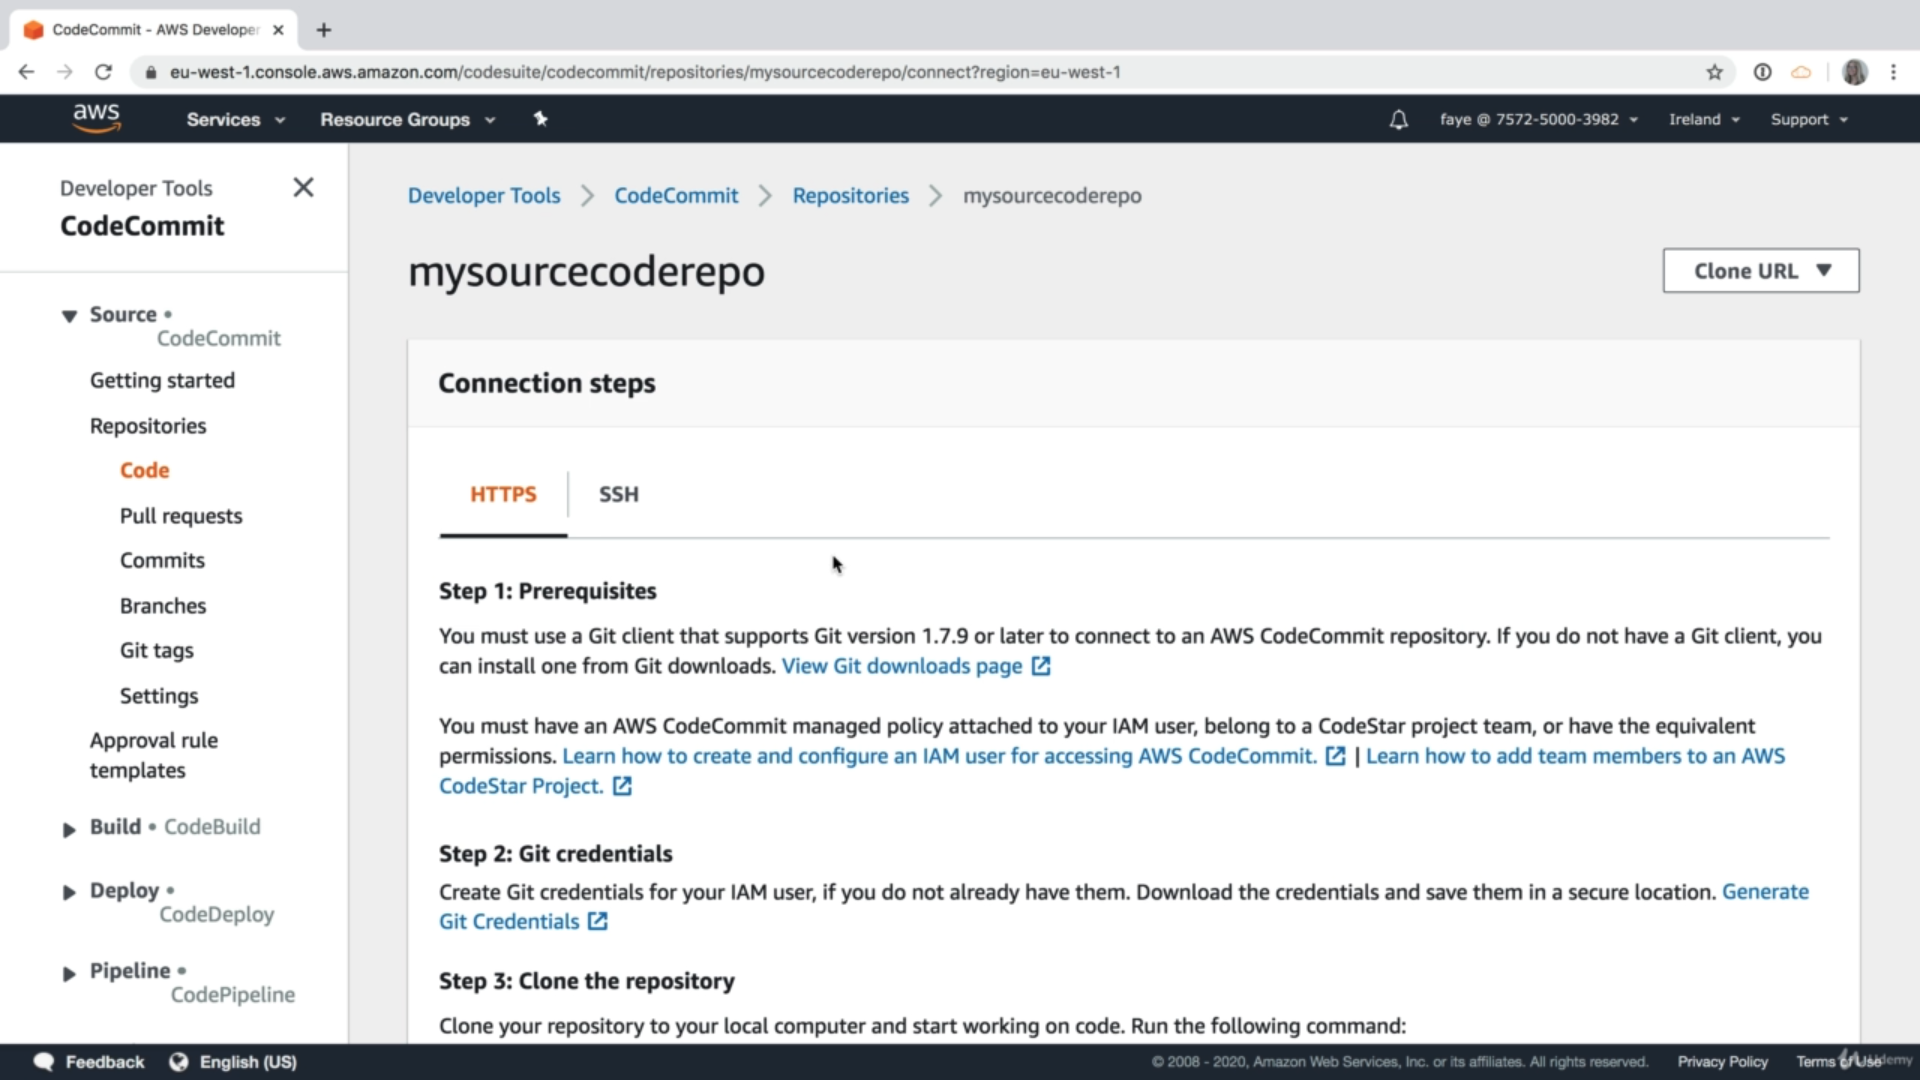 CodeCommit - AWS Developer
eu-west-1.console.aws.amazon.com/codesuite/codecommit/repositories/mysourcecoderepo/connect?region=eu-west-1
aws Services Resource Groups faye @ 7572-5000-3982 Ireland Support
Developer Tools
CodeCommit
Source •
CodeCommit
Getting started
Repositories
Code
Pull requests
Commits
Branches
Git tags
Settings
Approval rule
templates
Build • CodeBuild
Deploy •
CodeDeploy
Pipeline •
CodePipeline
Developer Tools > CodeCommit > Repositories > mysourcecoderepo
mysourcecoderepo
Clone URL
Connection steps
HTTPS SSH
Step 1: Prerequisites
You must use a Git client that supports Git version 1.7.9 or later to connect to an AWS CodeCommit repository. If you do not have a Git client, you
can install one from Git downloads. View Git downloads page
You must have an AWS CodeCommit managed policy attached to your IAM user, belong to a CodeStar project team, or have the equivalent
permissions. Learn how to create and configure an IAM user for accessing AWS CodeCommit. | Learn how to add team members to an AWS
CodeStar Project.
Step 2: Git credentials
Create Git credentials for your IAM user, if you do not already have them. Download the credentials and save them in a secure location. Generate
Git Credentials
Step 3: Clone the repository
Clone your repository to your local computer and start working on code. Run the following command:
Feedback English (US) © 2008 - 2020, Amazon Web Services, Inc. or its affiliates. All rights reserved. Privacy Policy Terms of Use